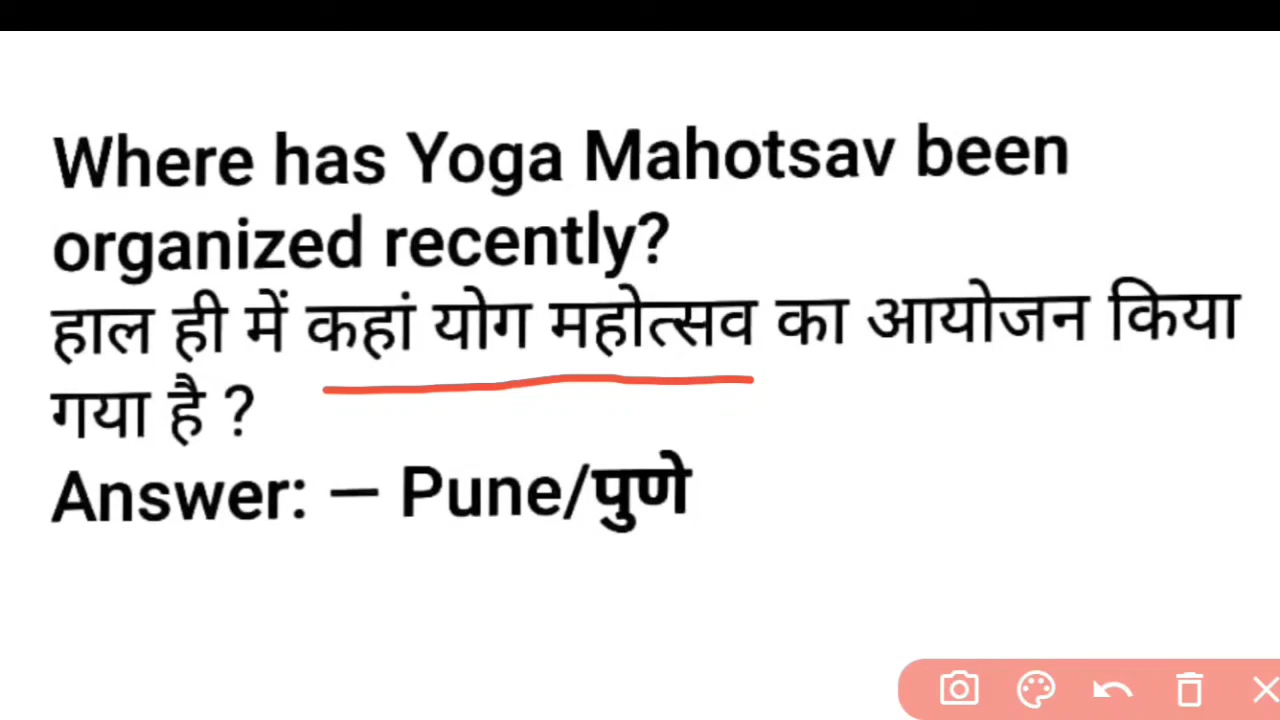 Where has Yoga Mahotsav been
organized recently?
हाल ही में कहां योग महोत्सव का आयोजन किया
गया है ?
Answer: — Pune/पुणे